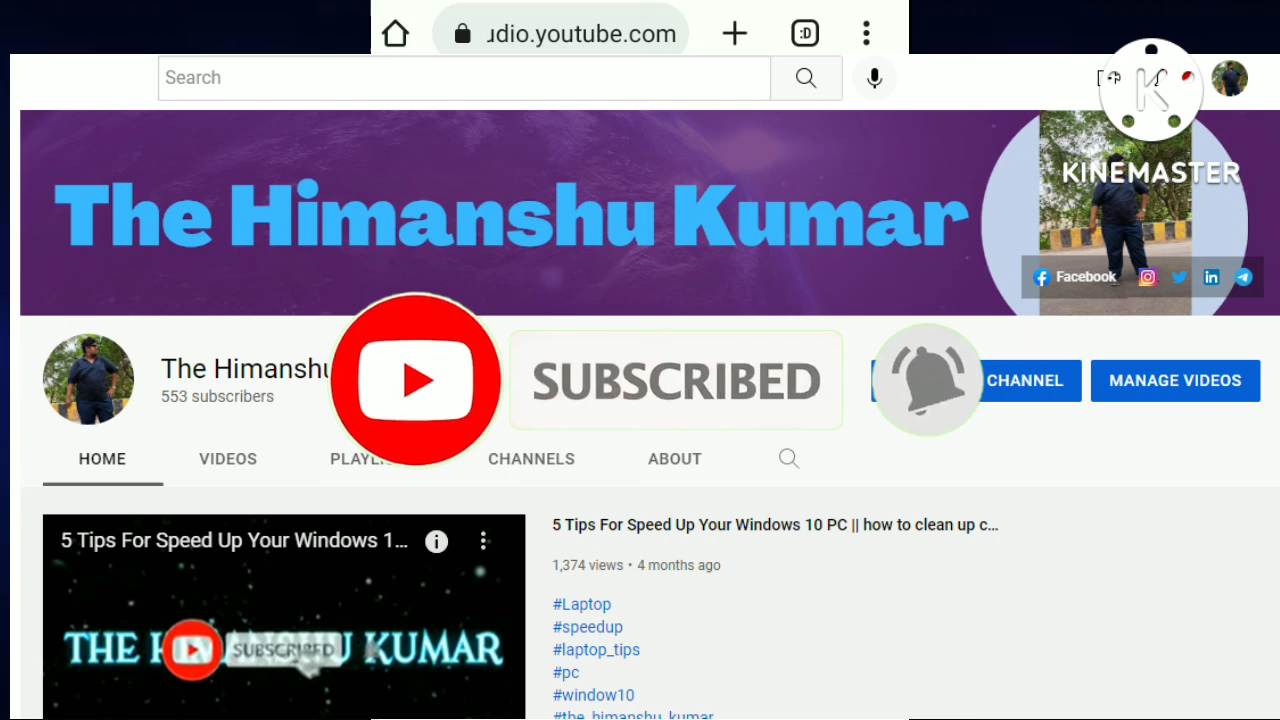 :D
udio.youtube.com
Search
K
KINEMASTER
The Himanshu Kumar
Facebook
The Himanshu
553 subscribers
SUBSCRIBED
CHANNEL
MANAGE VIDEOS
HOME
VIDEOS
PLAYLI
CHANNELS
ABOUT
5 Tips For Speed Up Your Windows 1...
5 Tips For Speed Up Your Windows 10 PC || how to clean up c...
1,374 views • 4 months ago
#Laptop
#speedup
#laptop_tips
#pc
#window10
#the_himanshu_kumar
THE KUMAR
SUBSCRIBED